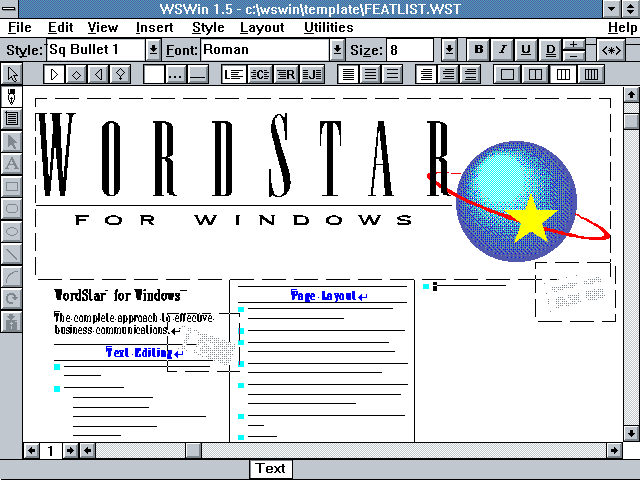 WSWin 1.5 - c:\wswin\template\FEATLIST.WST
File Edit View Insert Style Layout Utilities Help
Style: Sq Bullet 1 Font: Roman Size: 8 B I U D <*>
L C R J
A
WORDSTAR
FOR WINDOWS
WordStar™ for Windows™
The complete approach to effective
business communications.
Text Editing
Page Layout
1
Text